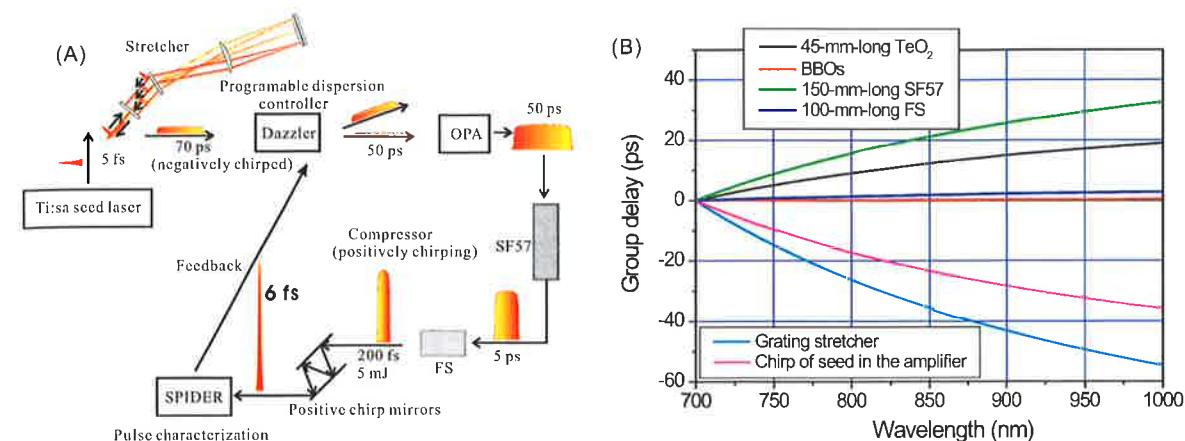 (A)
Stretcher
Programable dispersion
controller
Dazzler
5 fs
70 ps
(negatively chirped)
50 ps
OPA
50 ps
Ti:sa seed laser
SF57
Compressor
(positively chirping)
Feedback
6 fs
200 fs
5 mJ
FS
5 ps
SPIDER
Positive chirp mirrors
Pulse characterization
(B)
45-mm-long TeO₂
BBOs
150-mm-long SF57
100-mm-long FS
Group delay (ps)
40
20
0
-20
-40
-60
Grating stretcher
Chirp of seed in the amplifier
700
750
800
850
900
950
1000
Wavelength (nm)